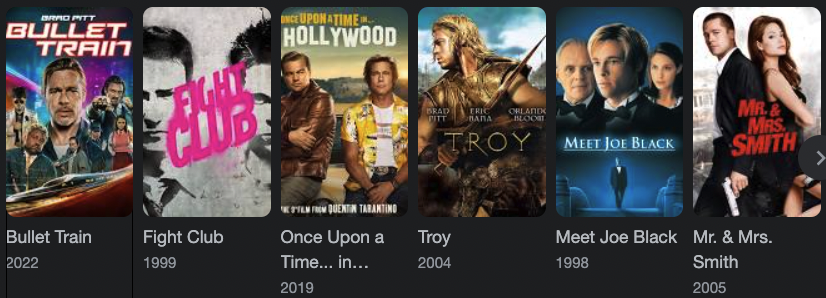 BRAD PITT
BULLET TRAIN
FIGHT
CLUB
ONCE UPON A TIME IN...
HOLLYWOOD
THE 9TH FILM FROM QUENTIN TARANTINO
BRAD PITT
ERIC BANA
ORLANDO BLOOM
TROY
MEET JOE BLACK
MR. &
MRS.
SMITH
Bullet Train
2022
Fight Club
1999
Once Upon a
Time... in...
2019
Troy
2004
Meet Joe Black
1998
Mr. & Mrs.
Smith
2005